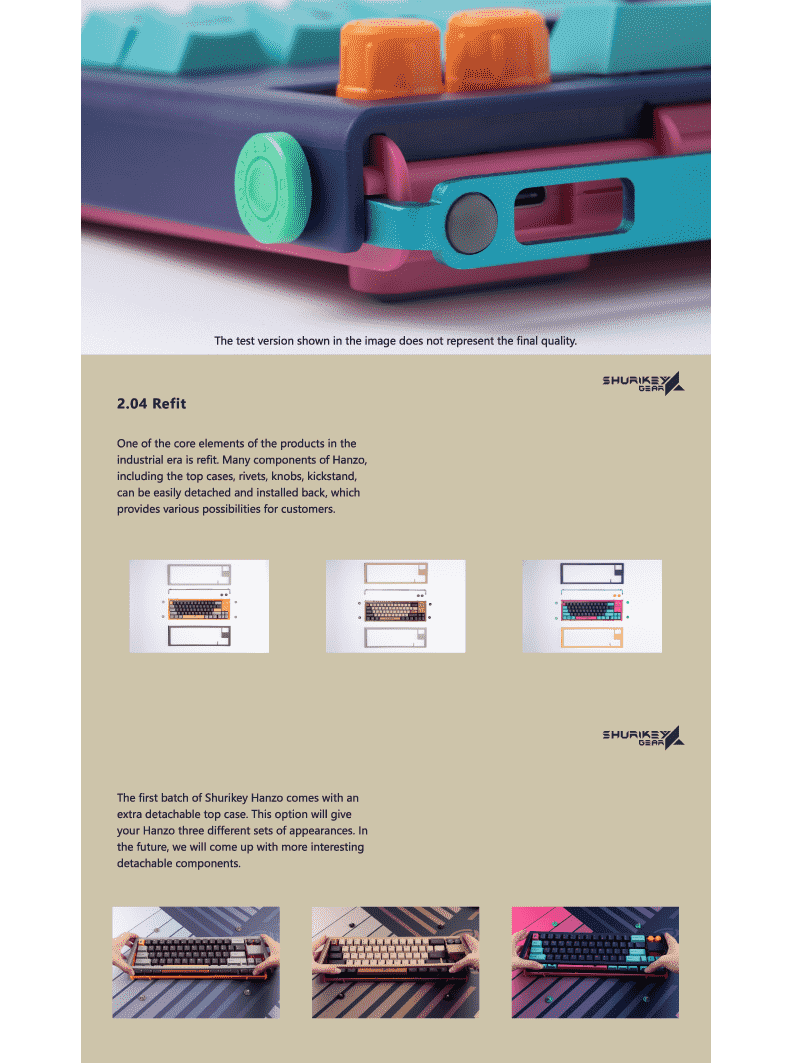 The test version shown in the image does not represent the final quality.
SHURIKEY
GEAR
2.04 Refit
One of the core elements of the products in the
industrial era is refit. Many components of Hanzo,
including the top cases, rivets, knobs, kickstand,
can be easily detached and installed back, which
provides various possibilities for customers.
SHURIKEY
GEAR
The first batch of Shurikey Hanzo comes with an
extra detachable top case. This option will give
your Hanzo three different sets of appearances. In
the future, we will come up with more interesting
detachable components.